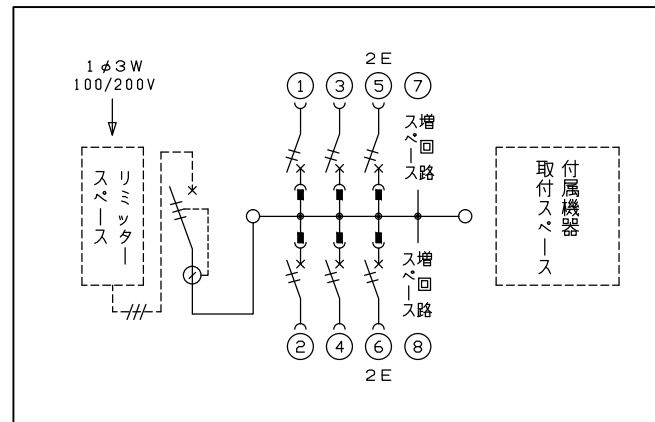 1φ3W
100/200V
リミッター
スペース
2E
1 3 5 7
増回路
スペース
付属機器
取付スペース
増回路
スペース
2 4 6 8
2E